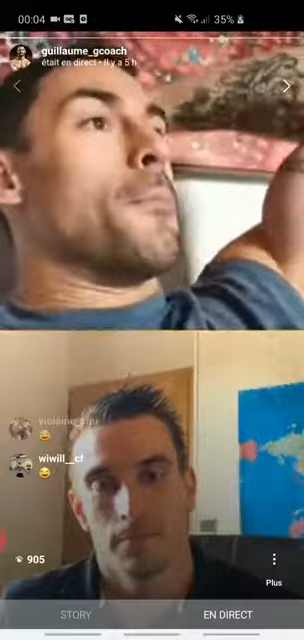 00:04 35%
guillaume_gcoach
était en direct • Il y a 5 h
wiwill__cf
905
Plus
STORY EN DIRECT